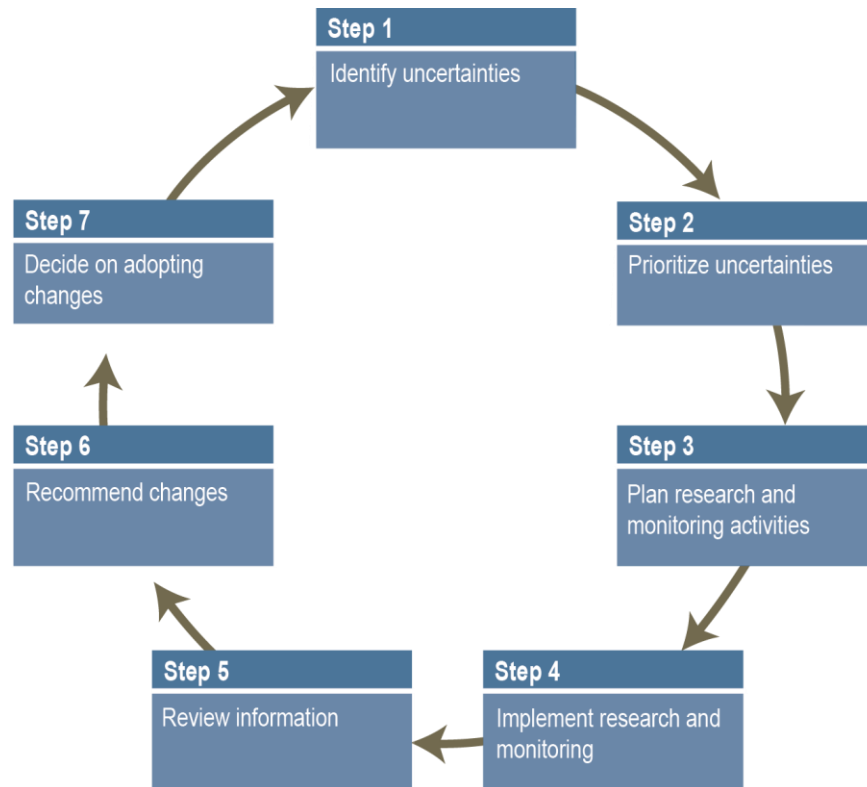 Step 1
Identify uncertainties
Step 2
Prioritize uncertainties
Step 3
Plan research and
monitoring activities
Step 4
Implement research and
monitoring
Step 5
Review information
Step 6
Recommend changes
Step 7
Decide on adopting
changes